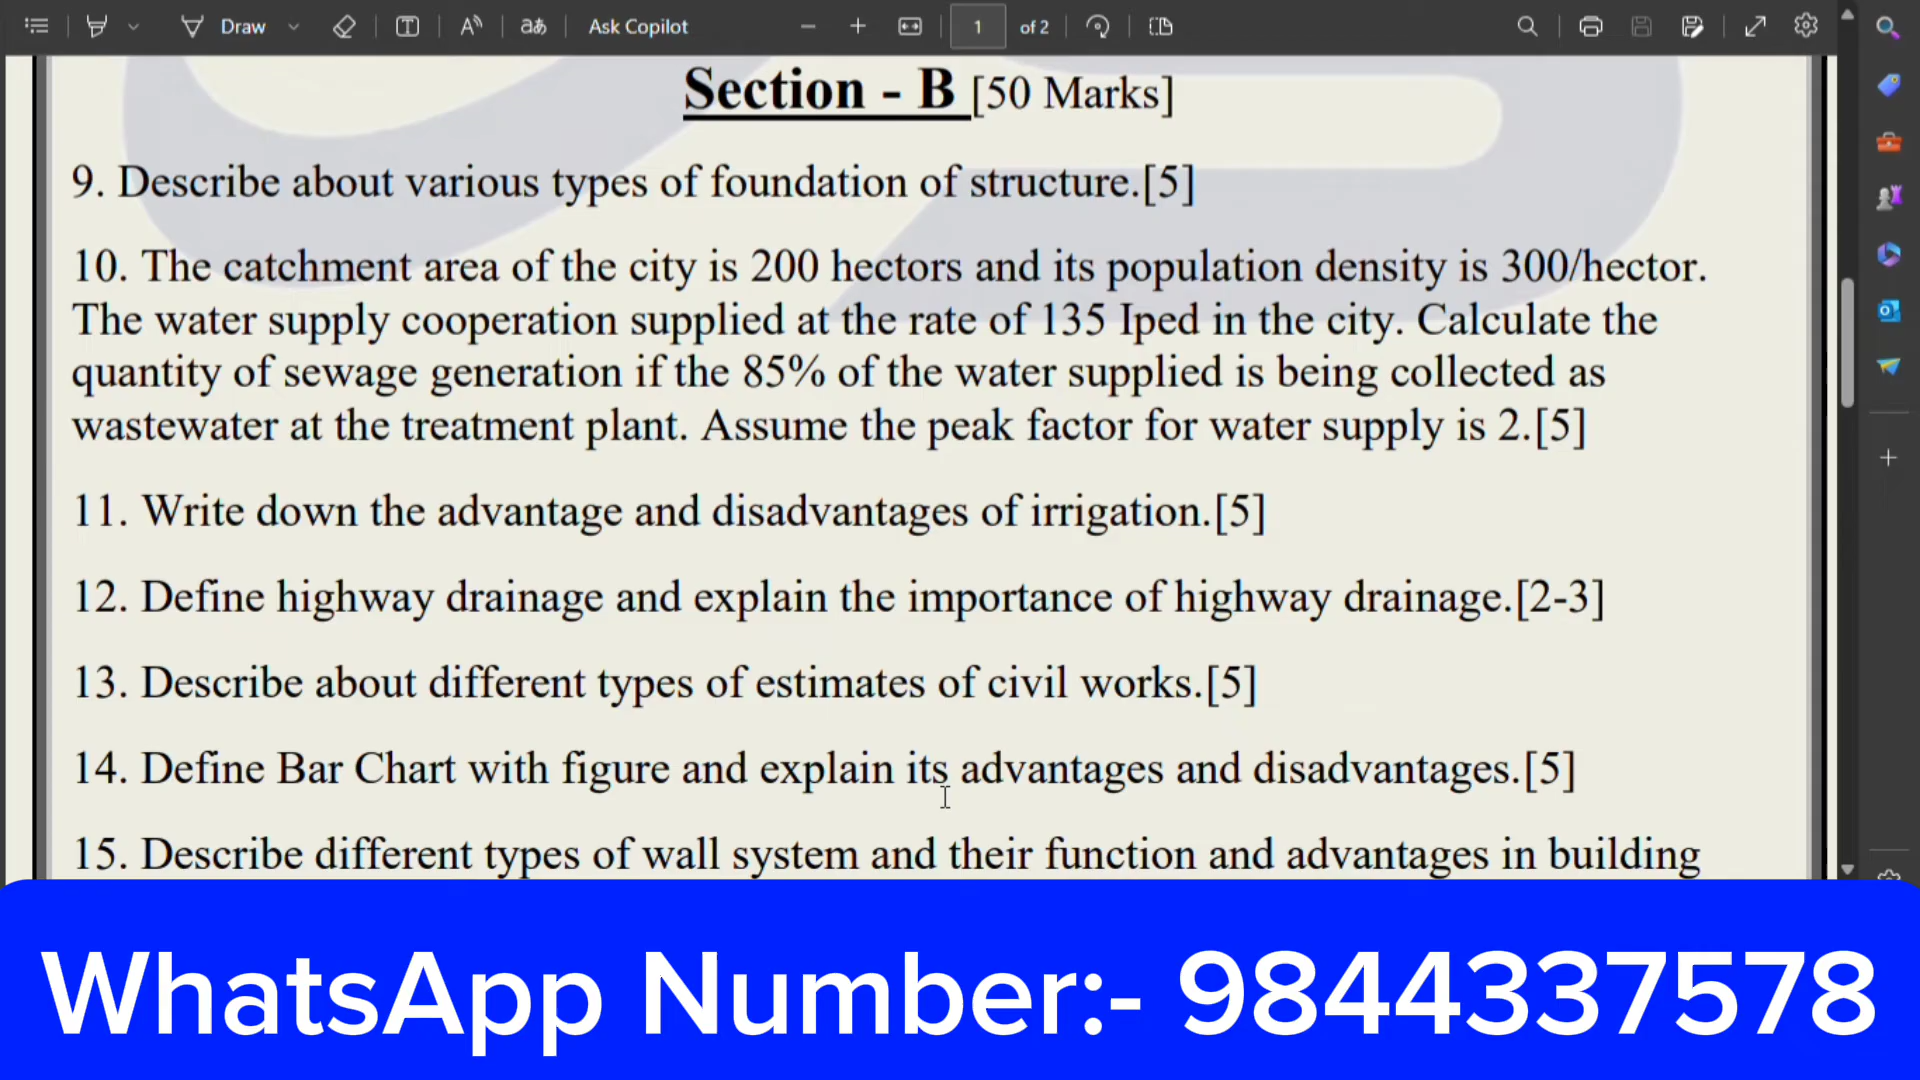 Draw
Ask Copilot
1
of 2
Section - B [50 Marks]
9. Describe about various types of foundation of structure.[5]
10. The catchment area of the city is 200 hectors and its population density is 300/hector.
The water supply cooperation supplied at the rate of 135 Iped in the city. Calculate the
quantity of sewage generation if the 85% of the water supplied is being collected as
wastewater at the treatment plant. Assume the peak factor for water supply is 2.[5]
11. Write down the advantage and disadvantages of irrigation.[5]
12. Define highway drainage and explain the importance of highway drainage.[2-3]
13. Describe about different types of estimates of civil works.[5]
14. Define Bar Chart with figure and explain its advantages and disadvantages.[5]
15. Describe different types of wall system and their function and advantages in building
WhatsApp Number:- 9844337578